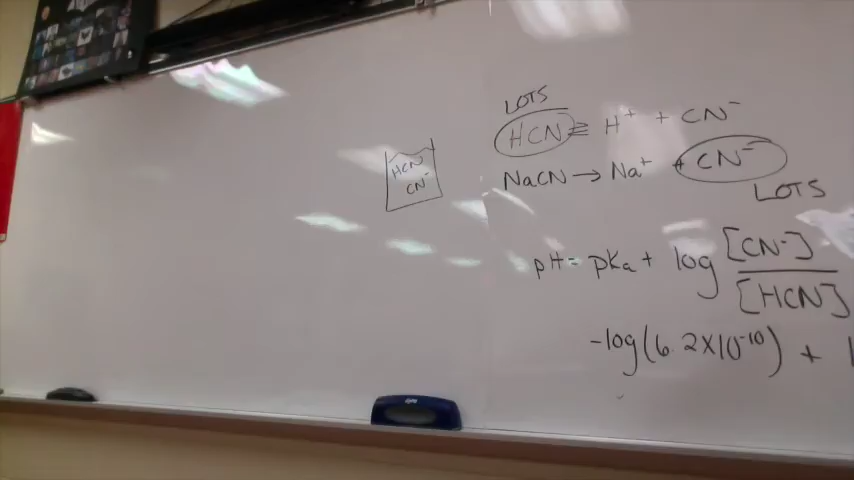 LOTS
HCN ⇌ H⁺ + CN⁻
NaCN → Na⁺ + CN⁻
LOTS
HCN
CN⁻
pH = pKa + log [CN⁻] / [HCN]
-log(6.2×10⁻¹⁰) +